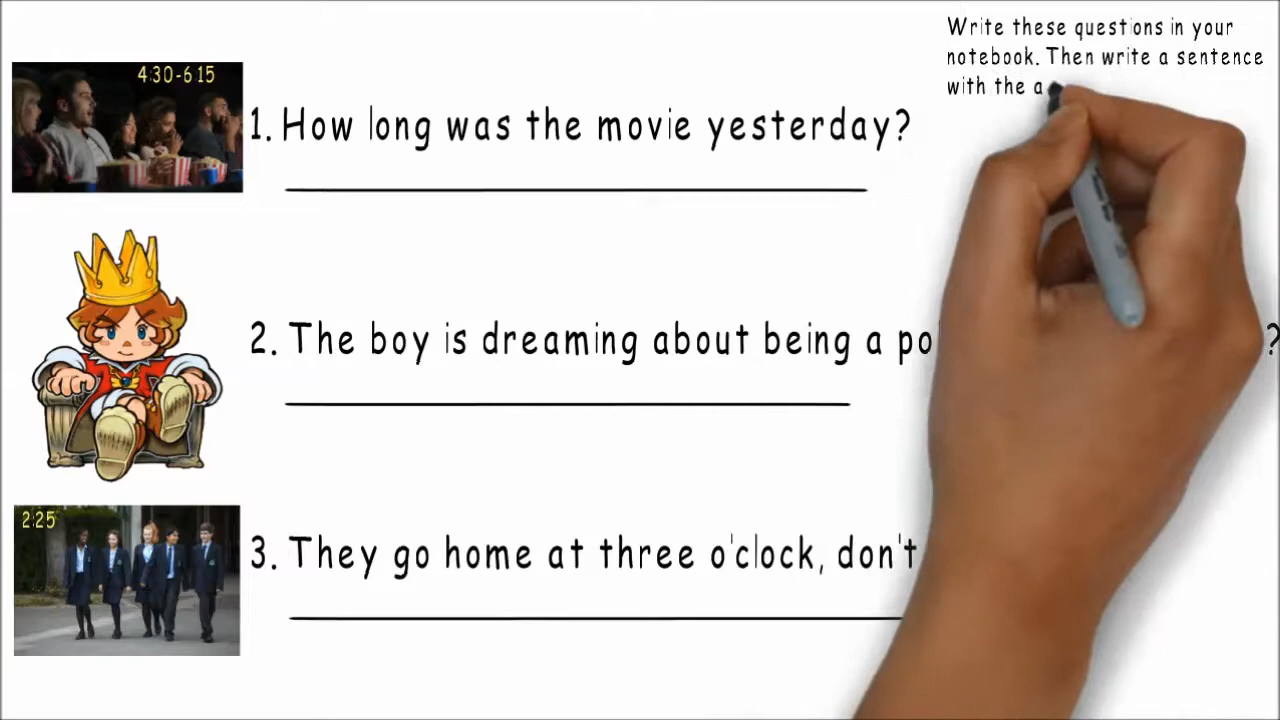 Write these questions in your
notebook. Then write a sentence
with the a
4:30-6:15
1. How long was the movie yesterday?
2. The boy is dreaming about being a ?
2:25
3. They go home at three o'clock, don't